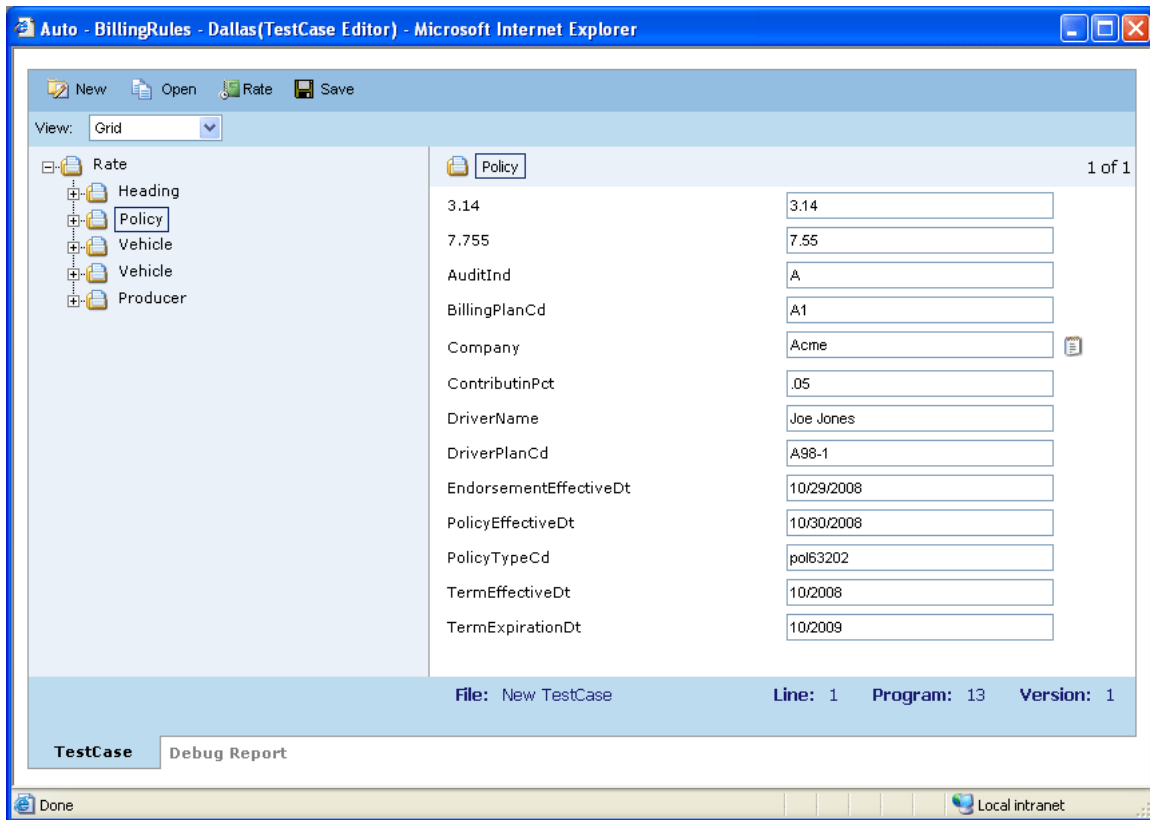 Auto - BillingRules - Dallas(TestCase Editor) - Microsoft Internet Explorer
New Open Rate Save
View: Grid
Rate
Heading
Policy
Vehicle
Vehicle
Producer
Policy 1 of 1
3.14 3.14
7.755 7.55
AuditInd A
BillingPlanCd A1
Company Acme
ContributinPct .05
DriverName Joe Jones
DriverPlanCd A98-1
EndorsementEffectiveDt 10/29/2008
PolicyEffectiveDt 10/30/2008
PolicyTypeCd pol63202
TermEffectiveDt 10/2008
TermExpirationDt 10/2009
File: New TestCase Line: 1 Program: 13 Version: 1
TestCase Debug Report
Done Local intranet